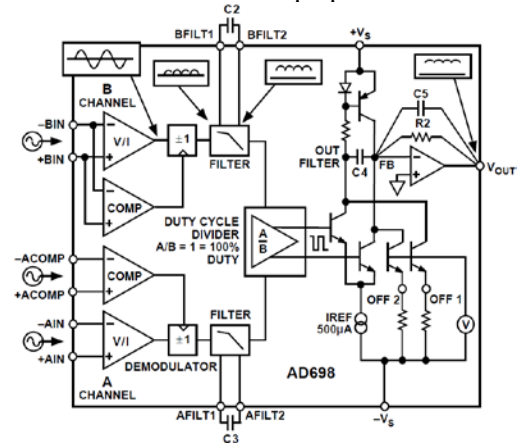 C2
BFILT1 BFILT2
+VS
B
CHANNEL
–BIN
+BIN
V/I
±1
FILTER
COMP
C5
R2
OUT
FILTER
C4
FB
VOUT
DUTY CYCLE
DIVIDER
A/B = 1 = 100%
DUTY
A
B
–ACOMP
+ACOMP
COMP
FILTER
–AIN
+AIN
V/I
±1
A
CHANNEL
DEMODULATOR
IREF
500µA
OFF 2
OFF 1
V
AD698
AFILT1 AFILT2
C3
–VS